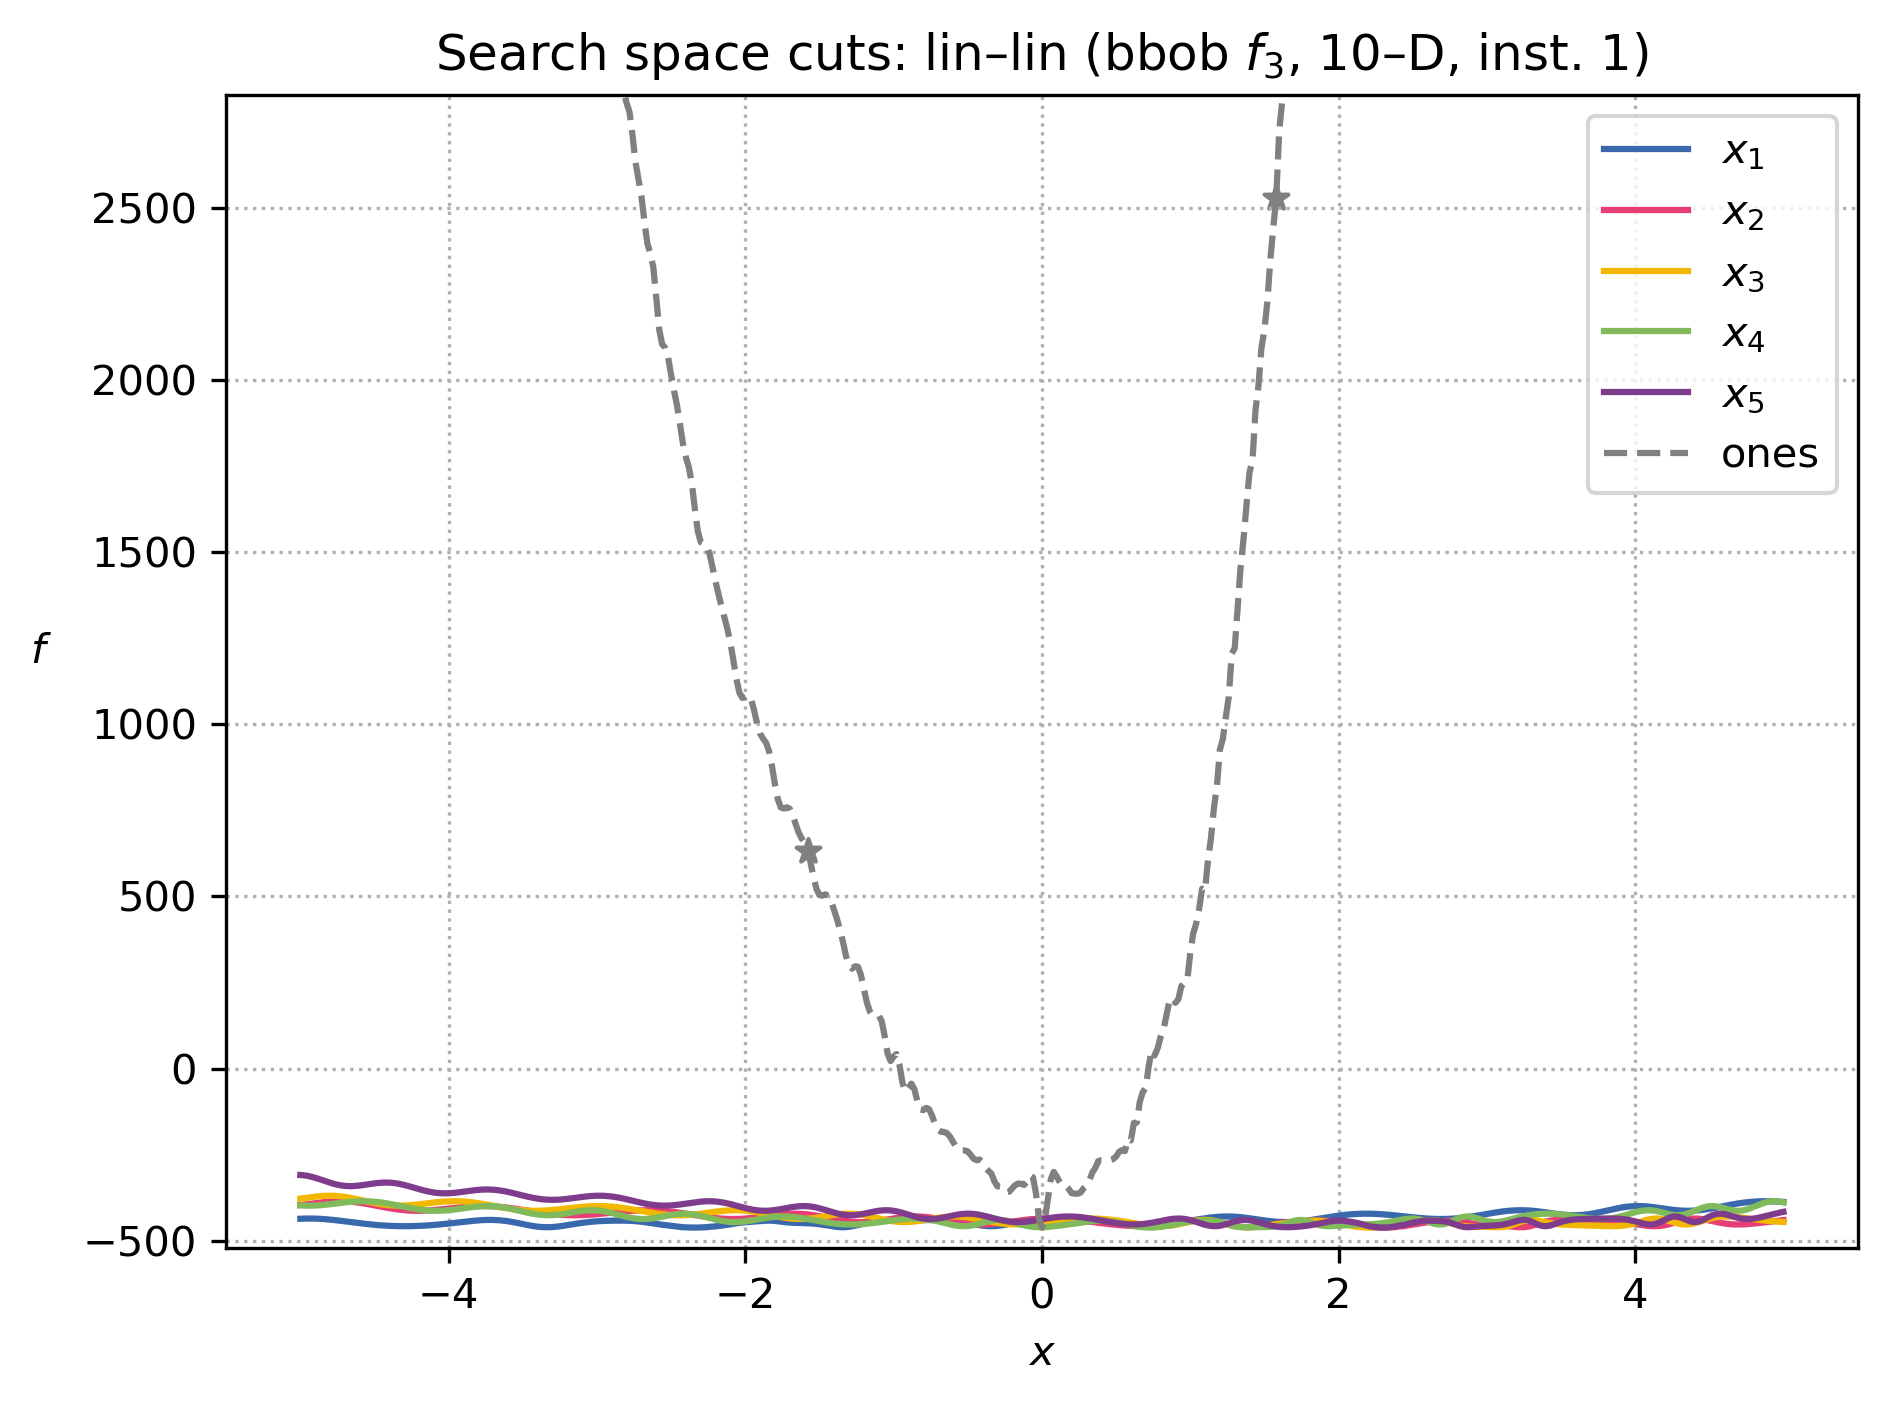 Search space cuts: lin–lin (bbob f₃, 10–D, inst. 1)
x₁
x₂
x₃
x₄
x₅
ones
2500
2000
1500
1000
500
0
−500
f
−4
−2
0
2
4
x